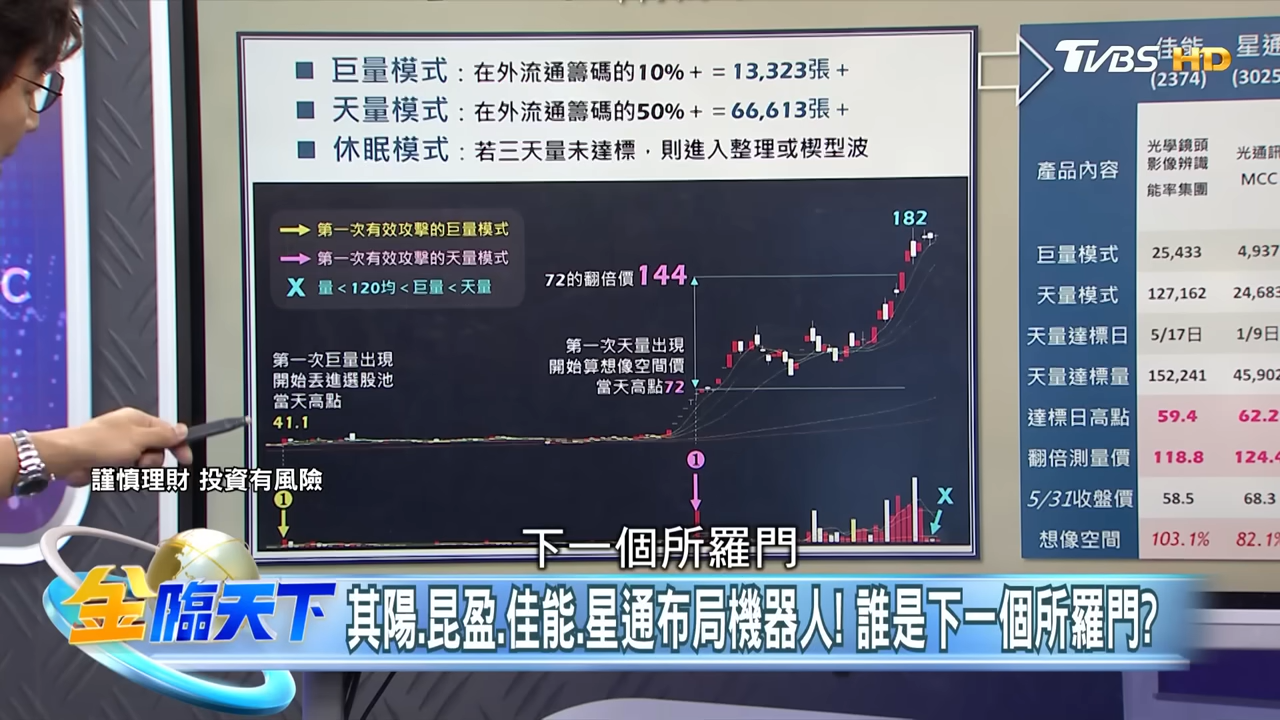 ■ 巨量模式：在外流通籌碼的10%+ = 13,323張+
■ 天量模式：在外流通籌碼的50%+ = 66,613張+
■ 休眠模式：若三天量未達標，則進入整理或楔型波
第一次有效攻擊的巨量模式
第一次有效攻擊的天量模式
X 量<120均<巨量<天量
182
72的翻倍價144
第一次巨量出現
開始丟進選股池
當天高點
41.1
第一次天量出現
開始算想像空間價
當天高點72
1
1
X
TVBS HD
佳能 星通
(2374) (3025
產品內容 光學鏡頭 影像辨識 能率集團 光通訊 MCC
巨量模式 25,433 4,937
天量模式 127,162 24,683
天量達標日 5/17日 1/9日
天量達標量 152,241 45,902
達標日高點 59.4 62.2
翻倍測量價 118.8 124.4
5/31收盤價 58.5 68.3
想像空間 103.1% 82.1%
C
謹慎理財 投資有風險
下一個所羅門
金臨天下
其陽.昆盈.佳能.星通布局機器人! 誰是下一個所羅門?